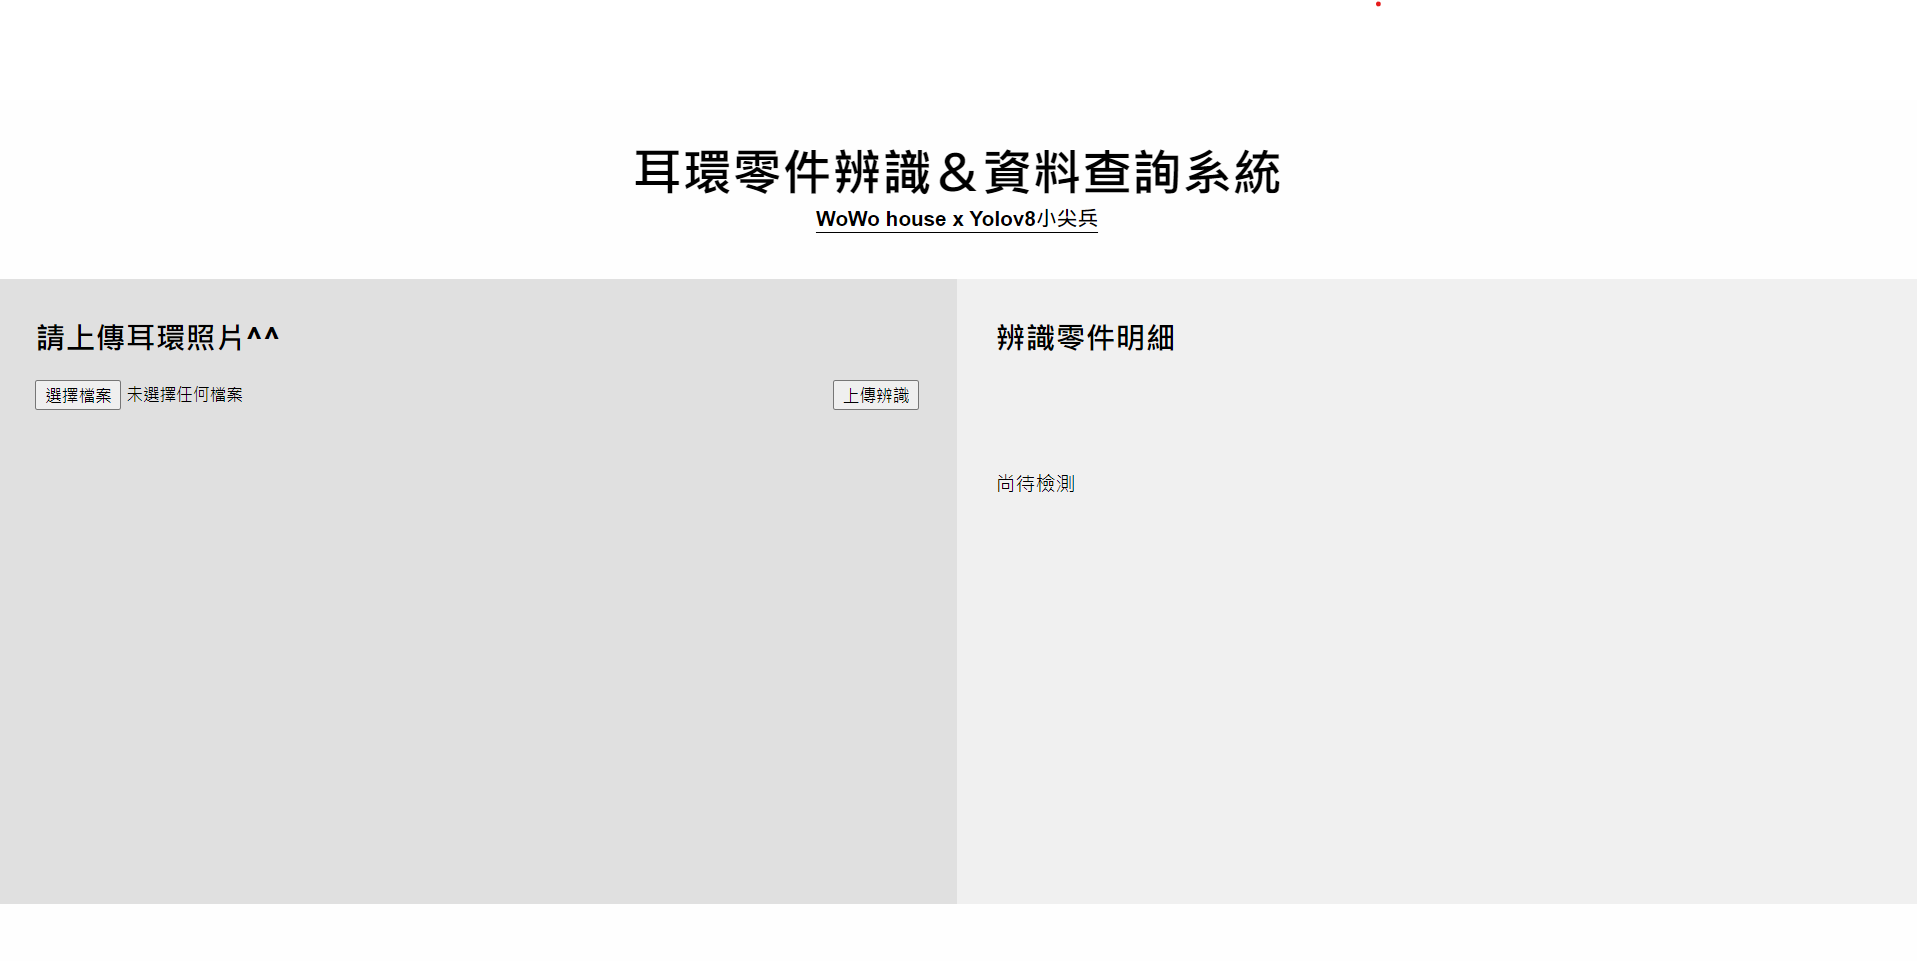 耳環零件辨識＆資料查詢系統
WoWo house x Yolov8小尖兵
請上傳耳環照片^^
選擇檔案 未選擇任何檔案
上傳辨識
辨識零件明細
尚待檢測